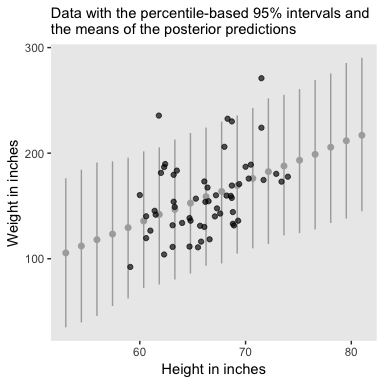 Data with the percentile-based 95% intervals and
the means of the posterior predictions
300
200
100
Weight in inches
60 70 80
Height in inches